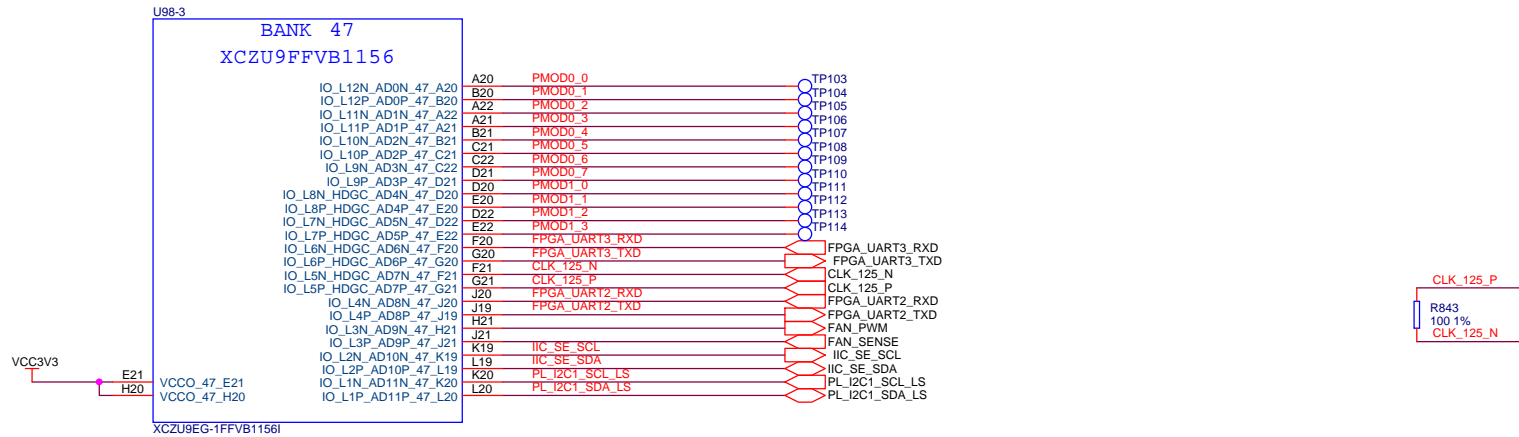 U98-3
BANK 47
XCZU9FFVB1156
IO_L12N_AD0N_47_A20 A20 PMOD0_0 TP103
IO_L12P_AD0P_47_B20 B20 PMOD0_1 TP104
IO_L11N_AD1N_47_A22 A22 PMOD0_2 TP105
IO_L11P_AD1P_47_A21 A21 PMOD0_3 TP106
IO_L10N_AD2N_47_B21 B21 PMOD0_4 TP107
IO_L10P_AD2P_47_C21 C21 PMOD0_5 TP108
IO_L9N_AD3N_47_C22 C22 PMOD0_6 TP109
IO_L9P_AD3P_47_D21 D21 PMOD0_7 TP110
IO_L8N_HDGC_AD4N_47_D20 D20 PMOD1_0 TP111
IO_L8P_HDGC_AD4P_47_E20 E20 PMOD1_1 TP112
IO_L7N_HDGC_AD5N_47_D22 D22 PMOD1_2 TP113
IO_L7P_HDGC_AD5P_47_E22 E22 PMOD1_3 TP114
IO_L6N_HDGC_AD6N_47_F20 F20 FPGA_UART3_RXD FPGA_UART3_RXD
IO_L6P_HDGC_AD6P_47_G20 G20 FPGA_UART3_TXD FPGA_UART3_TXD
IO_L5N_HDGC_AD7N_47_F21 F21 CLK_125_N CLK_125_N
IO_L5P_HDGC_AD7P_47_G21 G21 CLK_125_P CLK_125_P
IO_L4N_AD8N_47_J20 J20 FPGA_UART2_RXD FPGA_UART2_RXD
IO_L4P_AD8P_47_J19 J19 FPGA_UART2_TXD FPGA_UART2_TXD
IO_L3N_AD9N_47_H21 H21 FAN_PWM
IO_L3P_AD9P_47_J21 J21 FAN_SENSE
IO_L2N_AD10N_47_K19 K19 IIC_SE_SCL IIC_SE_SCL
IO_L2P_AD10P_47_L19 L19 IIC_SE_SDA IIC_SE_SDA
IO_L1N_AD11N_47_K20 K20 PL_I2C1_SCL_LS PL_I2C1_SCL_LS
IO_L1P_AD11P_47_L20 L20 PL_I2C1_SDA_LS PL_I2C1_SDA_LS
VCC3V3
E21 VCCO_47_E21
H20 VCCO_47_H20
XCZU9EG-1FFVB1156I
CLK_125_P
R843
100 1%
CLK_125_N